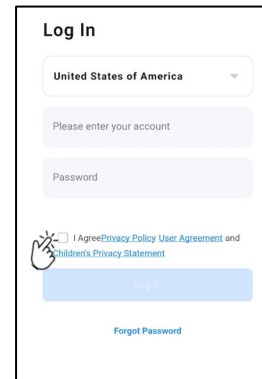 Log In
United States of America
Please enter your account
Password
I AgreePrivacy Policy User Agreement and
Children's Privacy Statement
Log In
Forgot Password